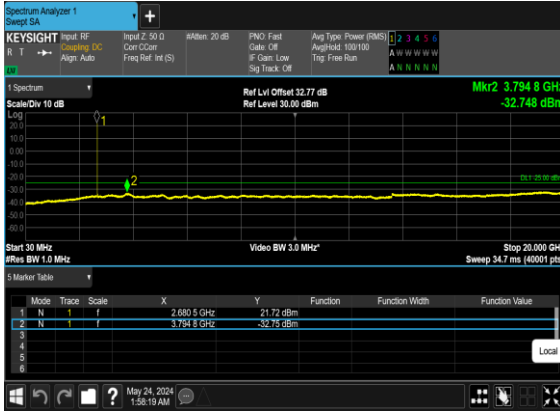 Spectrum Analyzer 1
Swept SA
+
KEYSIGHT
R T
Input: RF
Coupling: DC
Align: Auto
Input Z: 50 Ω
Corr CCorr
Freq Ref: Int (S)
#Atten: 20 dB
PNO: Fast
Gate: Off
IF Gain: Low
Sig Track: Off
Avg Type: Power (RMS)
Avg|Hold: 100/100
Trig: Free Run
1 2 3 4 5 6
A W W W W W
A N N N N N
1 Spectrum
Scale/Div 10 dB
Ref Lvl Offset 32.77 dB
Ref Level 30.00 dBm
Mkr2 3.794 8 GHz
-32.748 dBm
Log
20.0
10.0
0.00
-10.0
-20.0
-30.0
-40.0
-50.0
-60.0
1
2
DL1 -25.00 dBm
Start 30 MHz
#Res BW 1.0 MHz
Video BW 3.0 MHz*
Stop 20.000 GH
Sweep 34.7 ms (40001 pts
5 Marker Table
Mode Trace Scale X Y Function Function Width Function Value
1 N 1 f 2.680 5 GHz 21.72 dBm
2 N 1 f 3.794 8 GHz -32.75 dBm
3
4
5
6
Local
?
May 24, 2024
1:58:19 AM